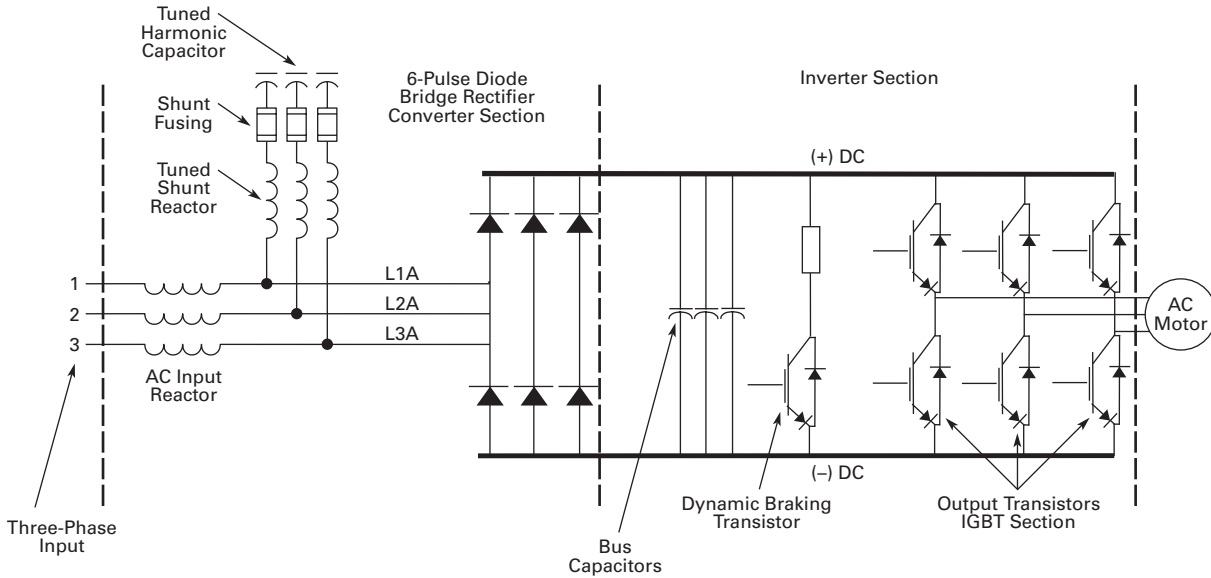 Tuned
Harmonic
Capacitor
6-Pulse Diode
Bridge Rectifier
Converter Section
Inverter Section
Shunt
Fusing
(+) DC
Tuned
Shunt
Reactor
1
L1A
2
L2A
3
L3A
AC
Motor
AC Input
Reactor
(–) DC
Three-Phase
Input
Bus
Capacitors
Dynamic Braking
Transistor
Output Transistors
IGBT Section